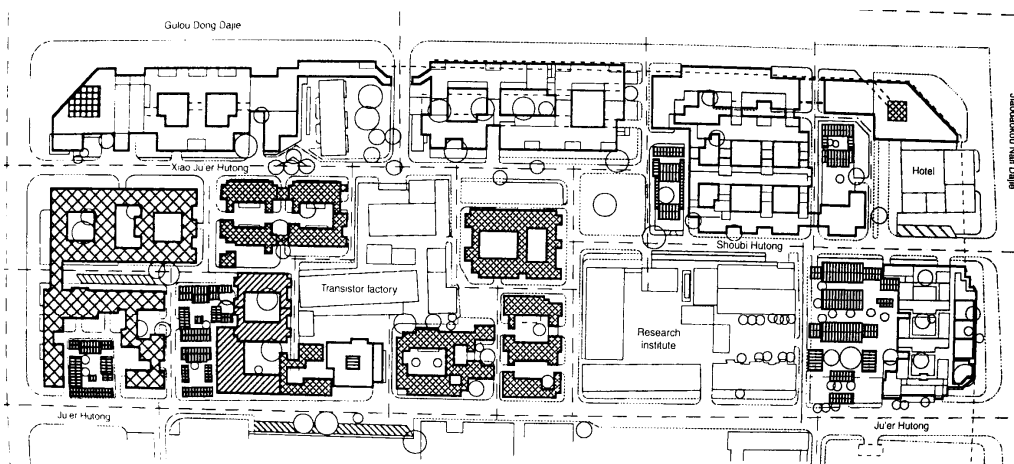 Gulou Dong Dajie
Xiao Ju'er Hutong
Hotel
Shoubi Hutong
Transistor factory
Research
institute
Ju'er Hutong
Ju'er Hutong